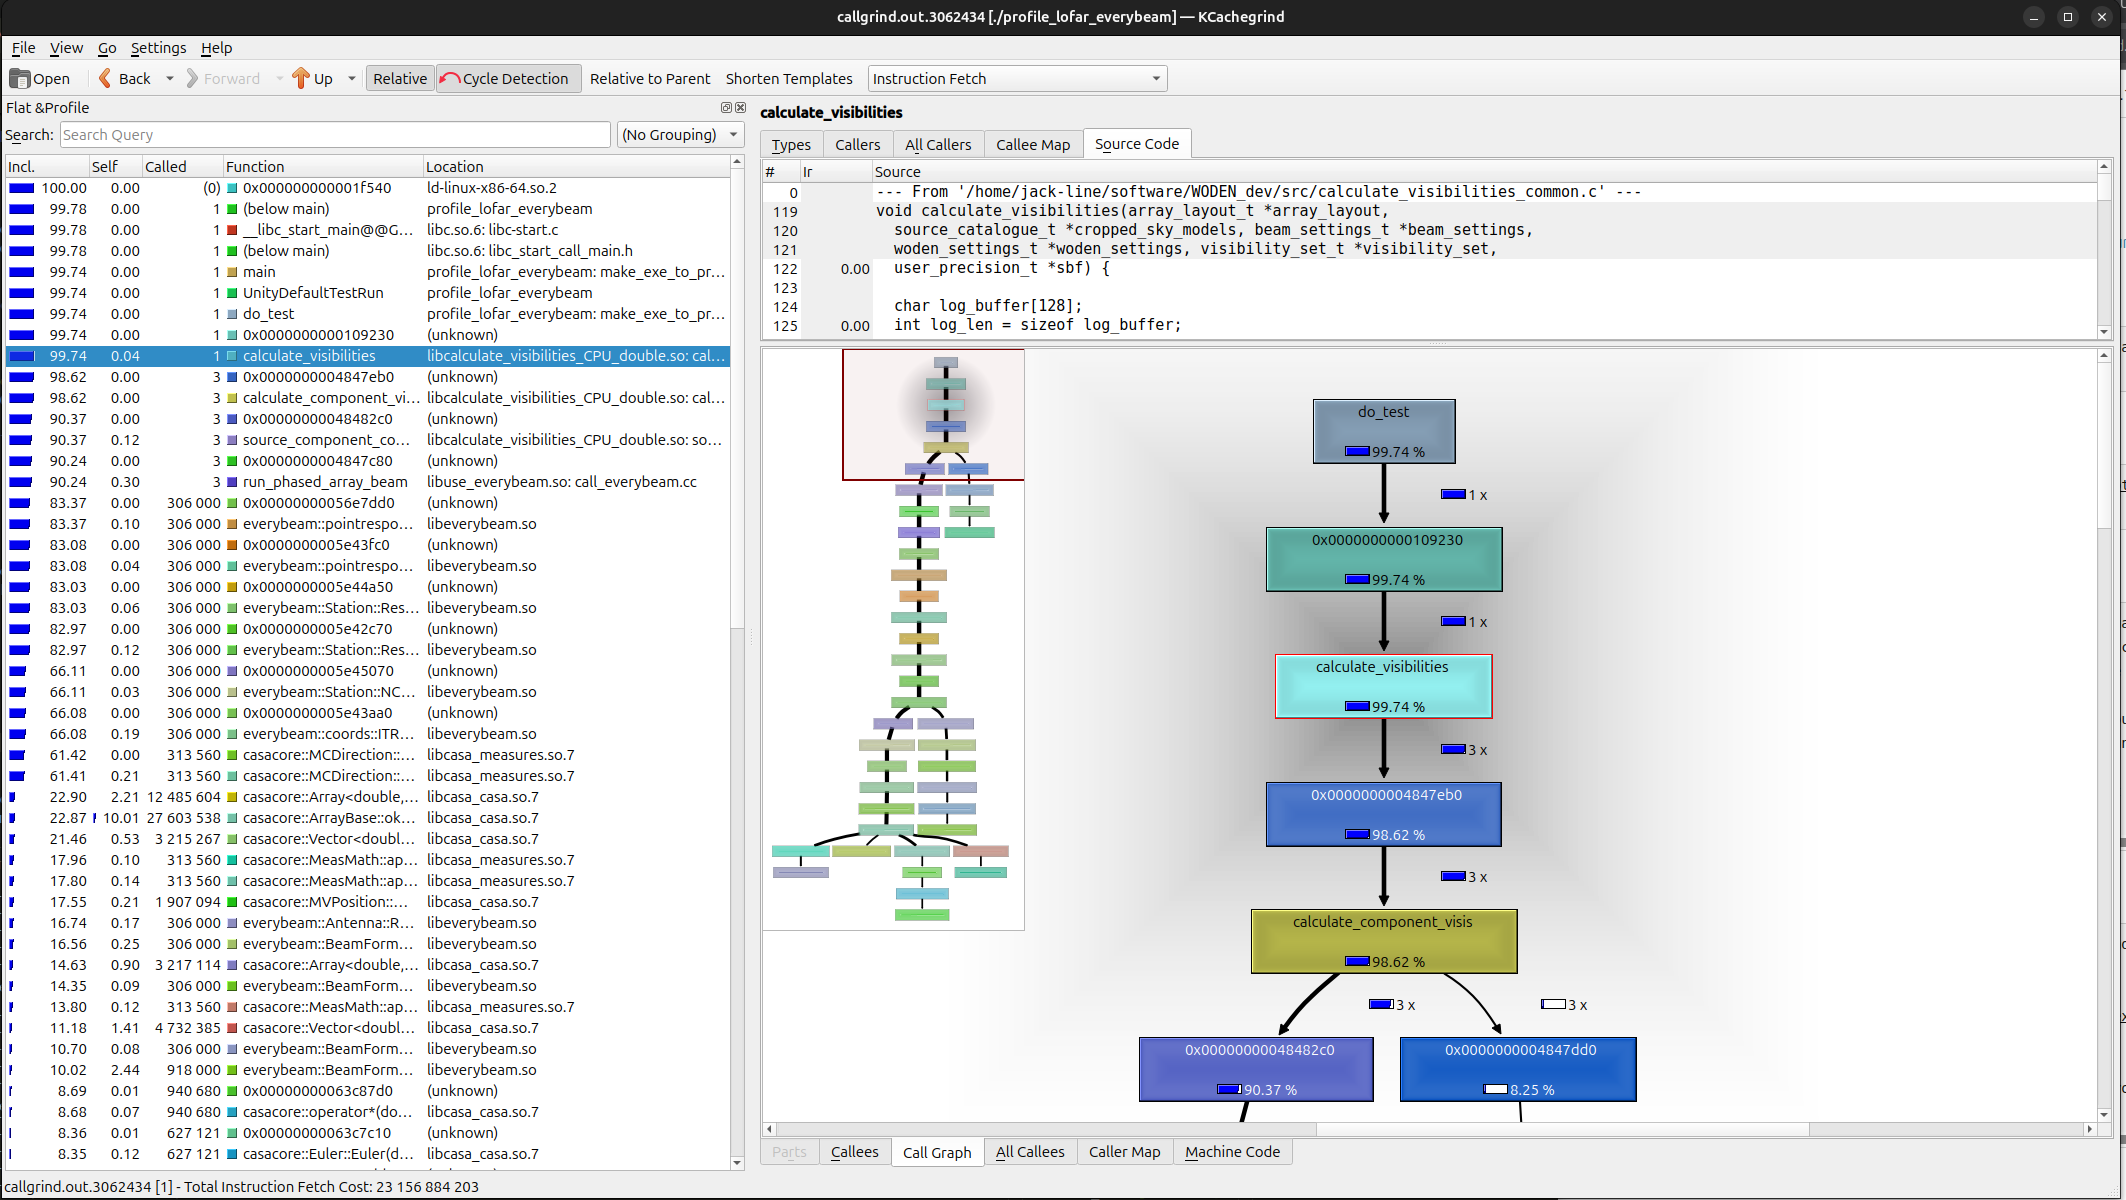 callgrind.out.3062434 [./profile_lofar_everybeam] — KCachegrind
File View Go Settings Help
Open Back Forward Up Relative Cycle Detection Relative to Parent Shorten Templates Instruction Fetch
Flat &Profile
Search: Search Query (No Grouping)
Incl. Self Called Function Location
100.00 0.00 (0) 0x000000000001f540 ld-linux-x86-64.so.2
99.78 0.00 1 (below main) profile_lofar_everybeam
99.78 0.00 1 __libc_start_main@@G... libc.so.6: libc-start.c
99.78 0.00 1 (below main) libc.so.6: libc_start_call_main.h
99.74 0.00 1 main profile_lofar_everybeam: make_exe_to_pr...
99.74 0.00 1 UnityDefaultTestRun profile_lofar_everybeam
99.74 0.00 1 do_test profile_lofar_everybeam: make_exe_to_pr...
99.74 0.00 1 0x0000000000109230 (unknown)
99.74 0.04 1 calculate_visibilities libcalculate_visibilities_CPU_double.so: cal...
98.62 0.00 3 0x0000000004847eb0 (unknown)
98.62 0.00 3 calculate_component_vi... libcalculate_visibilities_CPU_double.so: cal...
90.37 0.00 3 0x00000000048482c0 (unknown)
90.37 0.12 3 source_component_co... libcalculate_visibilities_CPU_double.so: so...
90.24 0.00 3 0x0000000004847c80 (unknown)
90.24 0.30 3 run_phased_array_beam libuse_everybeam.so: call_everybeam.cc
83.37 0.00 306 000 0x00000000056e7dd0 (unknown)
83.37 0.10 306 000 everybeam::pointrespo... libeverybeam.so
83.08 0.00 306 000 0x0000000005e43fc0 (unknown)
83.08 0.04 306 000 everybeam::pointrespo... libeverybeam.so
83.03 0.00 306 000 0x0000000005e44a50 (unknown)
83.03 0.06 306 000 everybeam::Station::Res... libeverybeam.so
82.97 0.00 306 000 0x0000000005e42c70 (unknown)
82.97 0.12 306 000 everybeam::Station::Res... libeverybeam.so
66.11 0.00 306 000 0x0000000005e45070 (unknown)
66.11 0.03 306 000 everybeam::Station::NC... libeverybeam.so
66.08 0.00 306 000 0x0000000005e43aa0 (unknown)
66.08 0.19 306 000 everybeam::coords::ITR... libeverybeam.so
61.42 0.00 313 560 casacore::MCDirection::... libcasa_measures.so.7
61.41 0.21 313 560 casacore::MCDirection::... libcasa_measures.so.7
22.90 2.21 12 485 604 casacore::Array<double,... libcasa_casa.so.7
22.87 10.01 27 603 538 casacore::ArrayBase::ok... libcasa_casa.so.7
21.46 0.53 3 215 267 casacore::Vector<doubl... libcasa_casa.so.7
17.96 0.10 313 560 casacore::MeasMath::ap... libcasa_measures.so.7
17.80 0.14 313 560 casacore::MeasMath::ap... libcasa_measures.so.7
17.55 0.21 1 907 094 casacore::MVPosition::... libcasa_casa.so.7
16.74 0.17 306 000 everybeam::Antenna::R... libeverybeam.so
16.56 0.25 306 000 everybeam::BeamForm... libeverybeam.so
14.63 0.90 3 217 114 casacore::Array<double,... libcasa_casa.so.7
14.35 0.09 306 000 everybeam::BeamForm... libeverybeam.so
13.80 0.12 313 560 casacore::MeasMath::ap... libcasa_measures.so.7
11.18 1.41 4 732 385 casacore::Vector<doubl... libcasa_casa.so.7
10.70 0.08 306 000 everybeam::BeamForm... libeverybeam.so
10.02 2.44 918 000 everybeam::BeamForm... libeverybeam.so
8.69 0.01 940 680 0x00000000063c87d0 (unknown)
8.68 0.07 940 680 casacore::operator*(do... libcasa_casa.so.7
8.36 0.01 627 121 0x00000000063c7c10 (unknown)
8.35 0.12 627 121 casacore::Euler::Euler(d... libcasa_casa.so.7
callgrind.out.3062434 [1] - Total Instruction Fetch Cost: 23 156 884 203
calculate_visibilities
Types Callers All Callers Callee Map Source Code
# Ir Source
0 --- From '/home/jack-line/software/WODEN_dev/src/calculate_visibilities_common.c' ---
119 void calculate_visibilities(array_layout_t *array_layout,
120 source_catalogue_t *cropped_sky_models, beam_settings_t *beam_settings,
121 woden_settings_t *woden_settings, visibility_set_t *visibility_set,
122 0.00 user_precision_t *sbf) {
123
124 char log_buffer[128];
125 0.00 int log_len = sizeof log_buffer;
do_test
99.74 %
1 x
0x0000000000109230
99.74 %
1 x
calculate_visibilities
99.74 %
3 x
0x0000000004847eb0
98.62 %
3 x
calculate_component_visis
98.62 %
3 x 3 x
0x00000000048482c0 0x0000000004847dd0
90.37 % 8.25 %
Parts Callees Call Graph All Callees Caller Map Machine Code